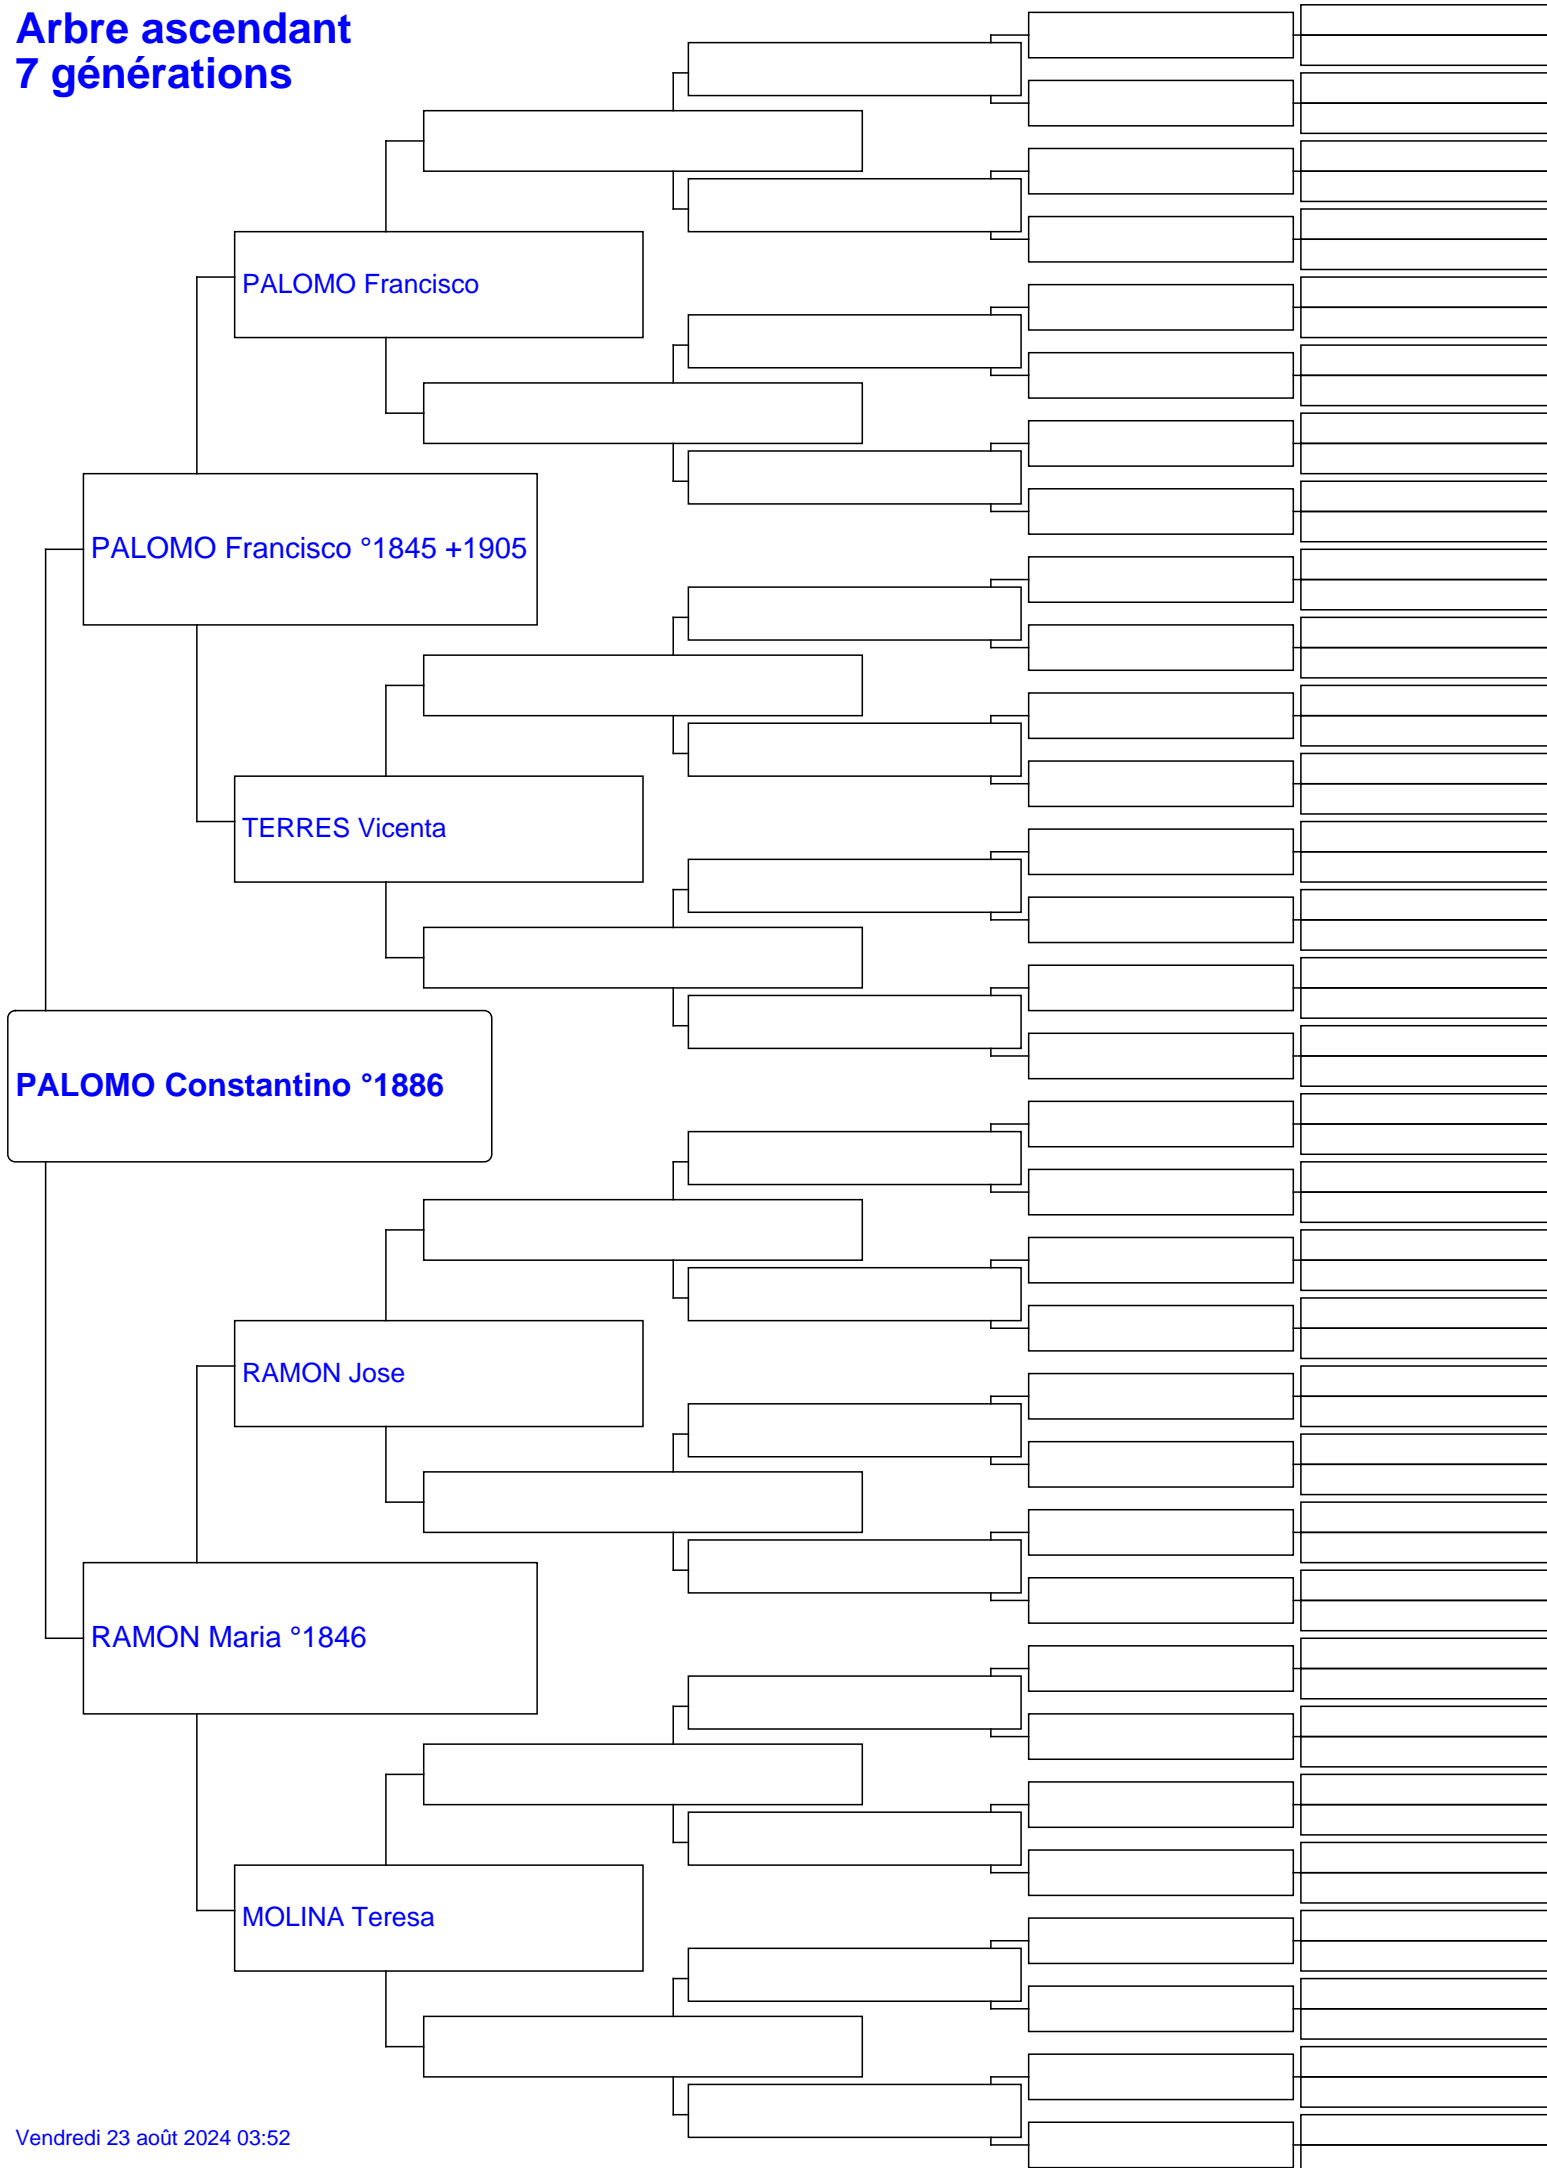 Arbre ascendant
7 générations
PALOMO Francisco
PALOMO Francisco °1845 +1905
TERRES Vicenta
PALOMO Constantino °1886
RAMON Jose
RAMON Maria °1846
MOLINA Teresa
Vendredi 23 août 2024 03:52